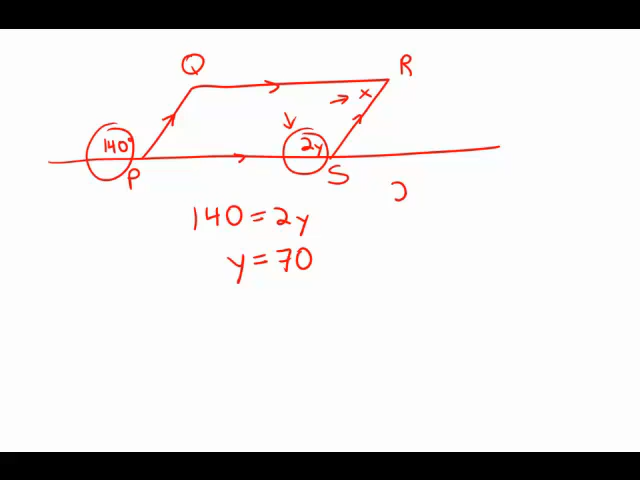 Q
R
x
140°
2y
P
S
140 = 2y
y = 70